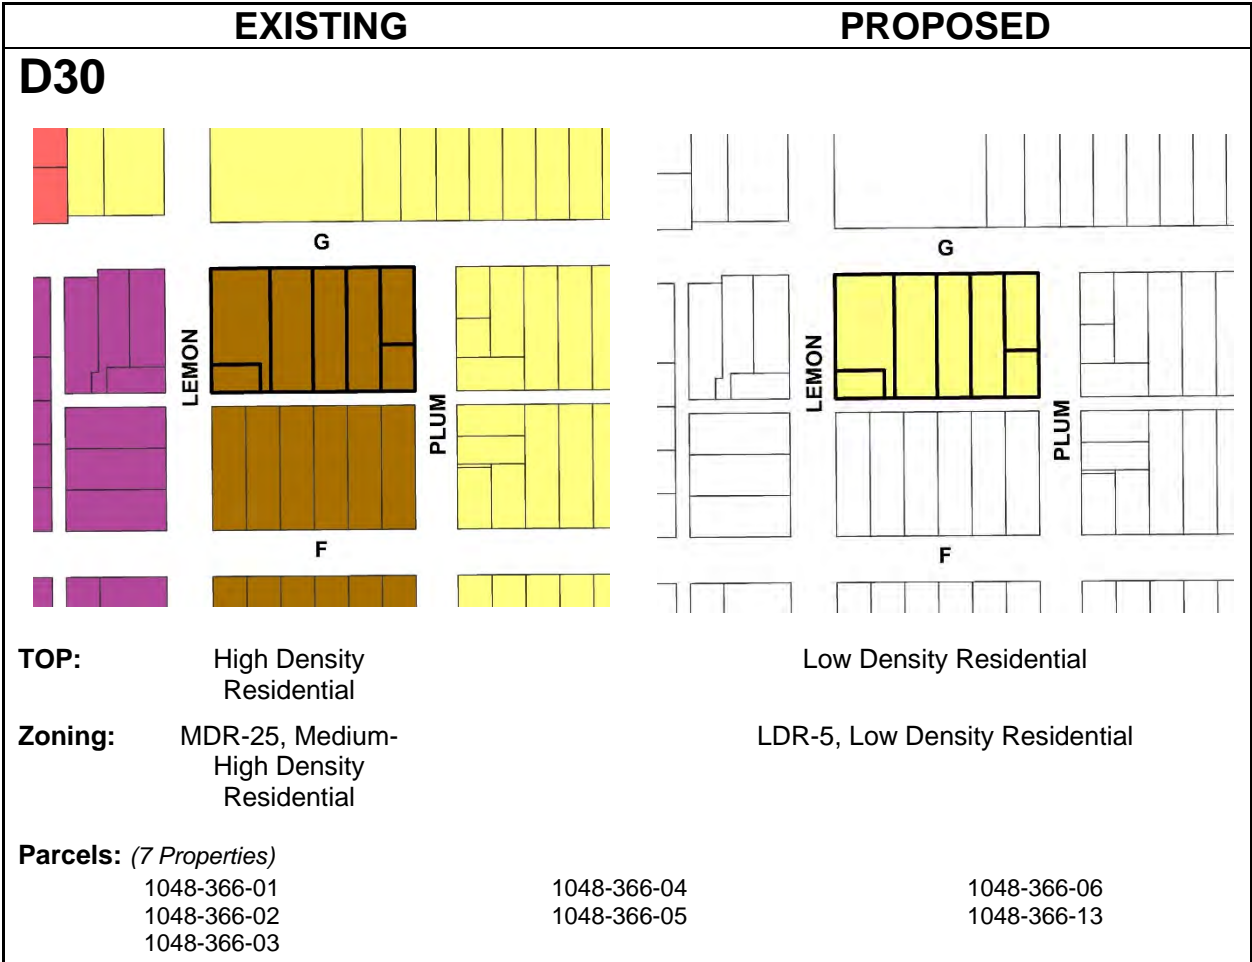 EXISTING PROPOSED
D30
G
LEMON
PLUM
F
G
LEMON
PLUM
F
TOP: High Density Low Density Residential
Residential
Zoning: MDR-25, Medium- LDR-5, Low Density Residential
High Density
Residential
Parcels: (7 Properties)
1048-366-01 1048-366-04 1048-366-06
1048-366-02 1048-366-05 1048-366-13
1048-366-03